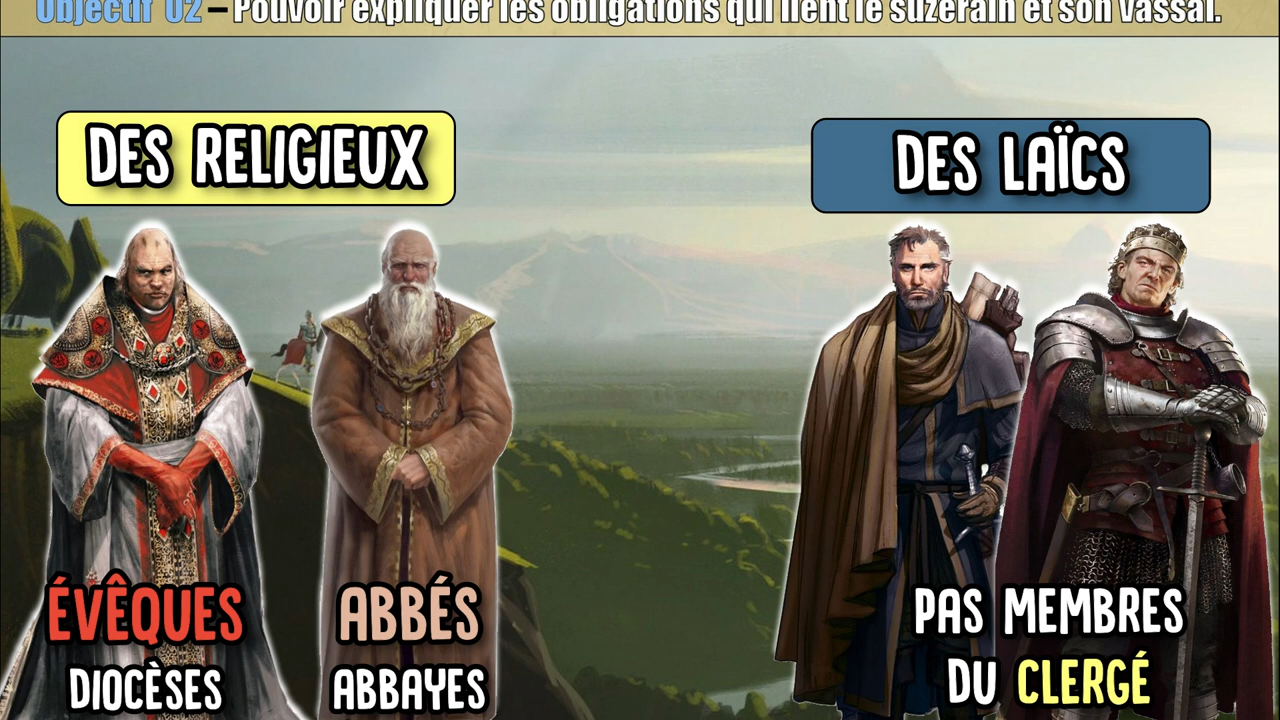 Objectif 02 – Pouvoir expliquer les obligations qui lient le suzerain et son vassal.
DES RELIGIEUX
DES LAÏCS
ÉVÊQUES
DIOCÈSES
ABBÉS
ABBAYES
PAS MEMBRES
DU CLERGÉ